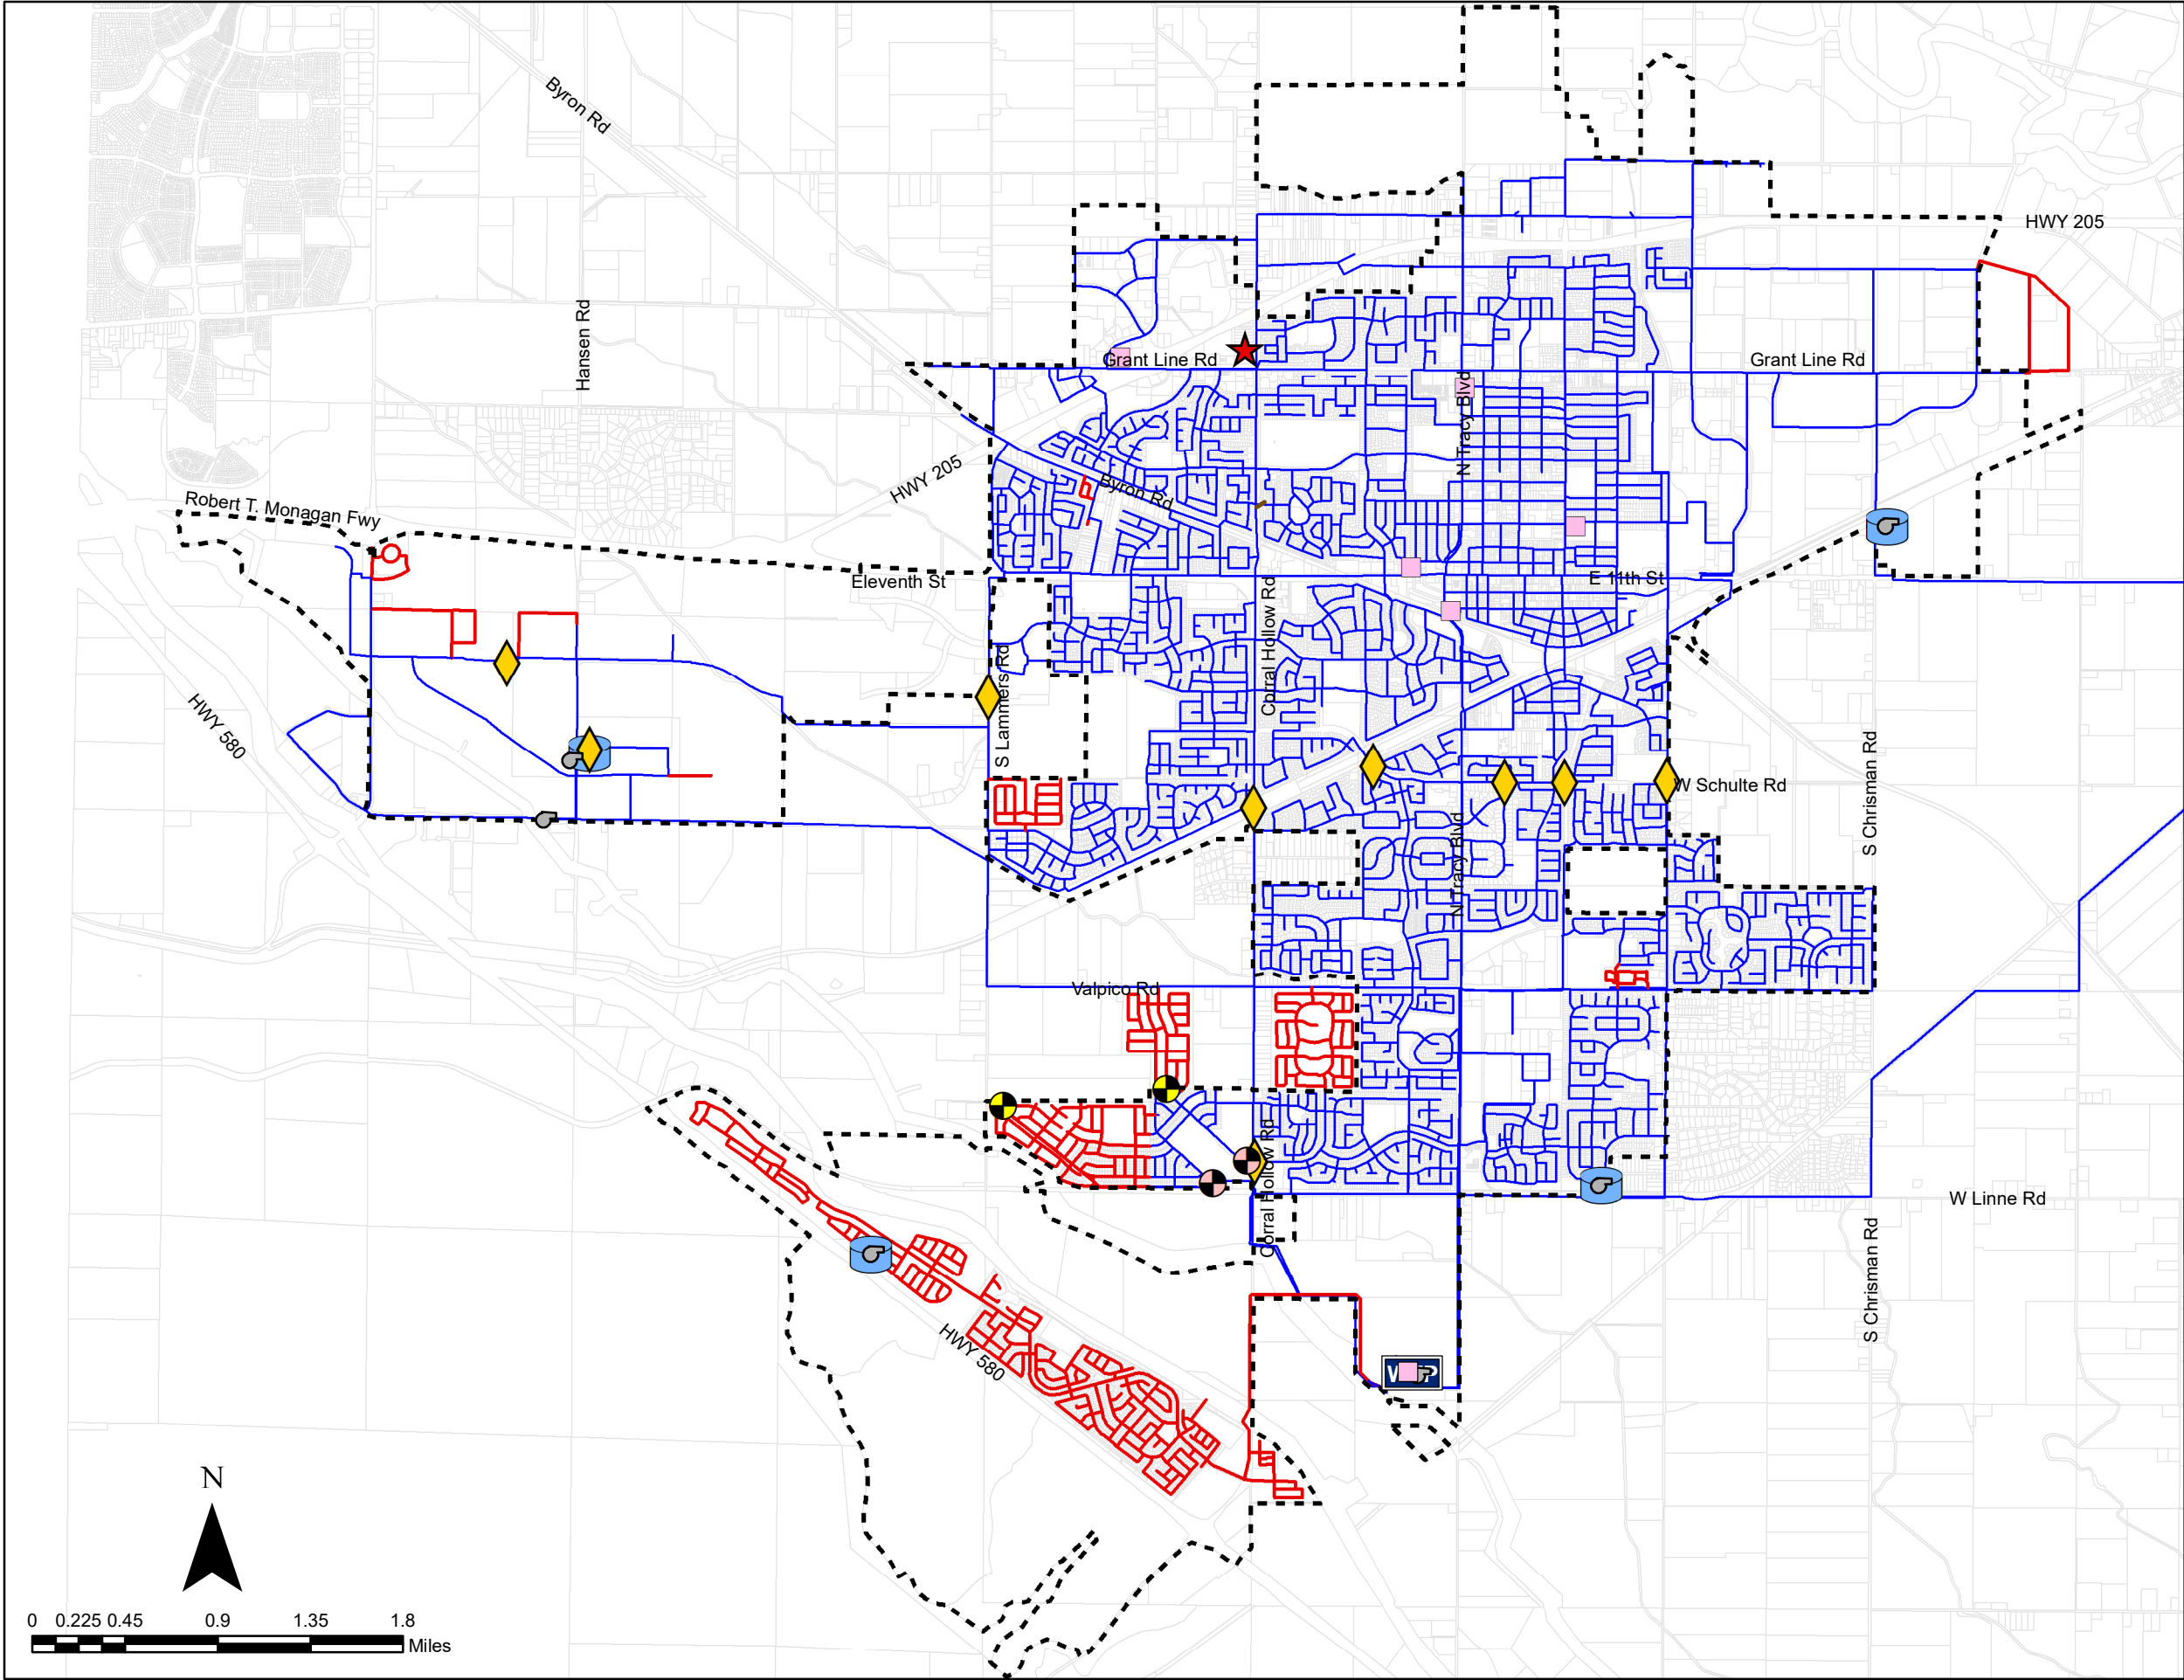 Byron Rd
HWY 205
Hansen Rd
Grant Line Rd
Grant Line Rd
N Tracy Blvd
HWY 205
Byron Rd
Robert T. Monagan Fwy
Eleventh St
E 11th St
Corral Hollow Rd
S Lammers Rd
HWY 580
W Schulte Rd
S Chrisman Rd
N Tracy Blvd
Valpico Rd
Corral Hollow Rd
W Linne Rd
S Chrisman Rd
HWY 580
N
0 0.225 0.45 0.9 1.35 1.8
Miles